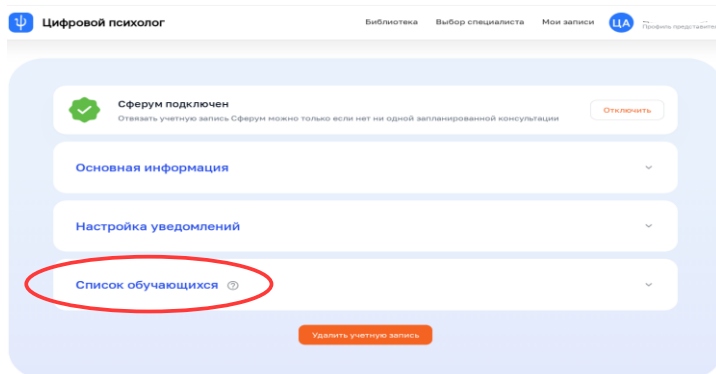 Цифровой психолог
Библиотека Выбор специалиста Мои записи ЦА
Профиль представител
Сферум подключен
Отвязать учетную запись Сферум можно только если нет ни одной запланированной консультации
Отключить
Основная информация
Настройка уведомлений
Список обучающихся ?
Удалить учетную запись